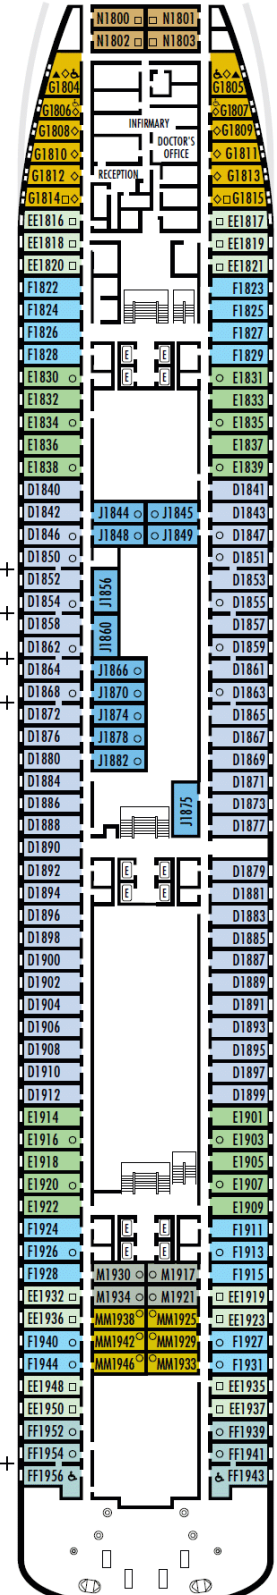 N1800 N1801
N1802 N1803
G1804 G1805
G1806 G1807
INFIRMARY
G1808 G1809
DOCTOR'S
OFFICE
G1810 G1811
G1812 RECEPTION G1813
G1814 G1815
EE1816 EE1817
EE1818 EE1819
EE1820 EE1821
F1822 F1823
F1824 F1825
F1826 F1827
F1828 E E F1829
E1830 E E E1831
E1832 E1833
E1834 E1835
E1836 E1837
E1838 E1839
D1840 D1841
D1842 J1844 J1845 D1843
D1846 J1848 J1849 D1847
D1850 D1851
D1852 J1856 D1853
D1854 D1855
D1858 J1860 D1857
D1862 D1859
D1864 J1866 D1861
D1868 J1870 D1863
D1872 J1874 D1865
D1876 J1878 D1867
D1880 J1882 D1869
D1884 D1871
D1886 J1875 D1873
D1888 D1877
D1890
D1892 E E D1879
D1894 E E D1881
D1896 D1883
D1898 D1885
D1900 D1887
D1902 D1889
D1904 D1891
D1906 D1893
D1908 D1895
D1910 D1897
D1912 D1899
E1914 E1901
E1916 E1903
E1918 E1905
E1920 E1907
E1922 E1909
F1924 E E F1911
F1926 E E F1913
F1928 M1930 M1917 F1915
EE1932 M1934 M1921 EE1919
EE1936 MM1938 MM1925 EE1923
F1940 MM1942 MM1929 F1927
F1944 MM1946 MM1933 F1931
EE1948 EE1935
EE1950 EE1937
FF1952 FF1939
FF1954 FF1941
FF1956 FF1943